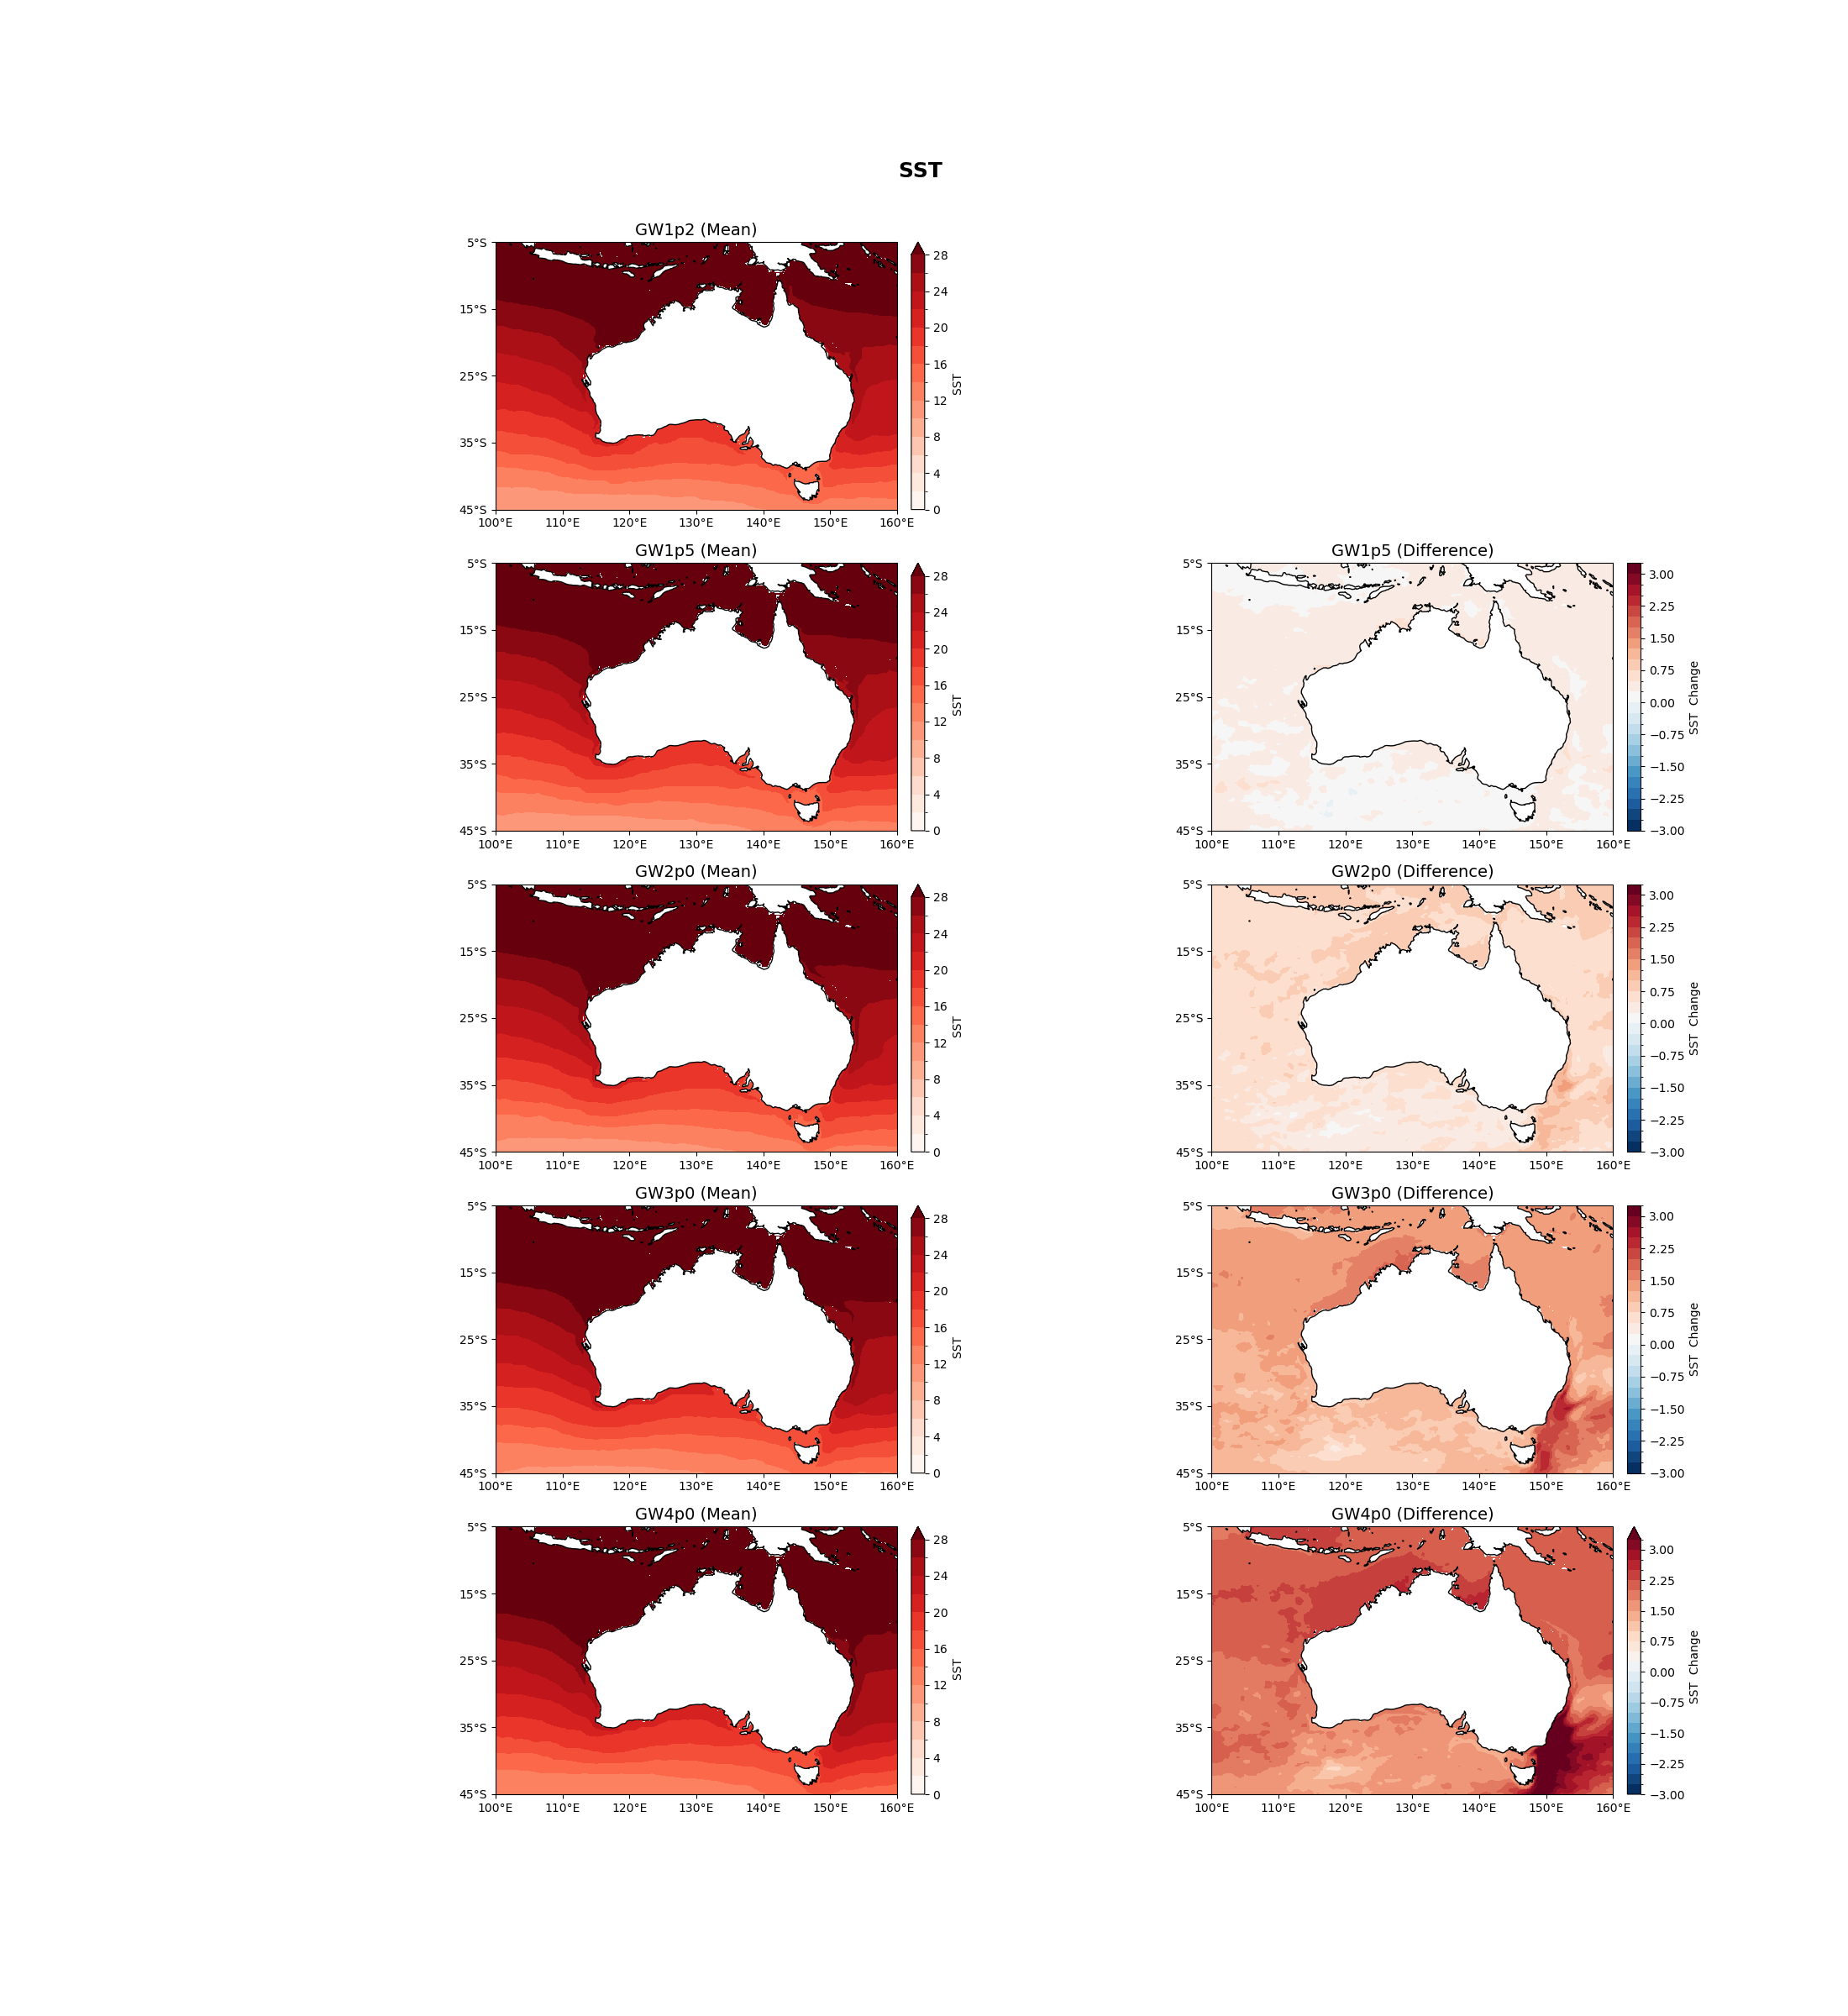 SST
GW1p2 (Mean)
5°S
15°S
25°S
35°S
45°S
100°E 110°E 120°E 130°E 140°E 150°E 160°E
28
24
20
16
12
8
4
0
SST
GW1p5 (Mean)
5°S
15°S
25°S
35°S
45°S
100°E 110°E 120°E 130°E 140°E 150°E 160°E
28
24
20
16
12
8
4
0
SST
GW1p5 (Difference)
5°S
15°S
25°S
35°S
45°S
100°E 110°E 120°E 130°E 140°E 150°E 160°E
3.00
2.25
1.50
0.75
0.00
−0.75
−1.50
−2.25
−3.00
SST Change
GW2p0 (Mean)
5°S
15°S
25°S
35°S
45°S
100°E 110°E 120°E 130°E 140°E 150°E 160°E
28
24
20
16
12
8
4
0
SST
GW2p0 (Difference)
5°S
15°S
25°S
35°S
45°S
100°E 110°E 120°E 130°E 140°E 150°E 160°E
3.00
2.25
1.50
0.75
0.00
−0.75
−1.50
−2.25
−3.00
SST Change
GW3p0 (Mean)
5°S
15°S
25°S
35°S
45°S
100°E 110°E 120°E 130°E 140°E 150°E 160°E
28
24
20
16
12
8
4
0
SST
GW3p0 (Difference)
5°S
15°S
25°S
35°S
45°S
100°E 110°E 120°E 130°E 140°E 150°E 160°E
3.00
2.25
1.50
0.75
0.00
−0.75
−1.50
−2.25
−3.00
SST Change
GW4p0 (Mean)
5°S
15°S
25°S
35°S
45°S
100°E 110°E 120°E 130°E 140°E 150°E 160°E
28
24
20
16
12
8
4
0
SST
GW4p0 (Difference)
5°S
15°S
25°S
35°S
45°S
100°E 110°E 120°E 130°E 140°E 150°E 160°E
3.00
2.25
1.50
0.75
0.00
−0.75
−1.50
−2.25
−3.00
SST Change